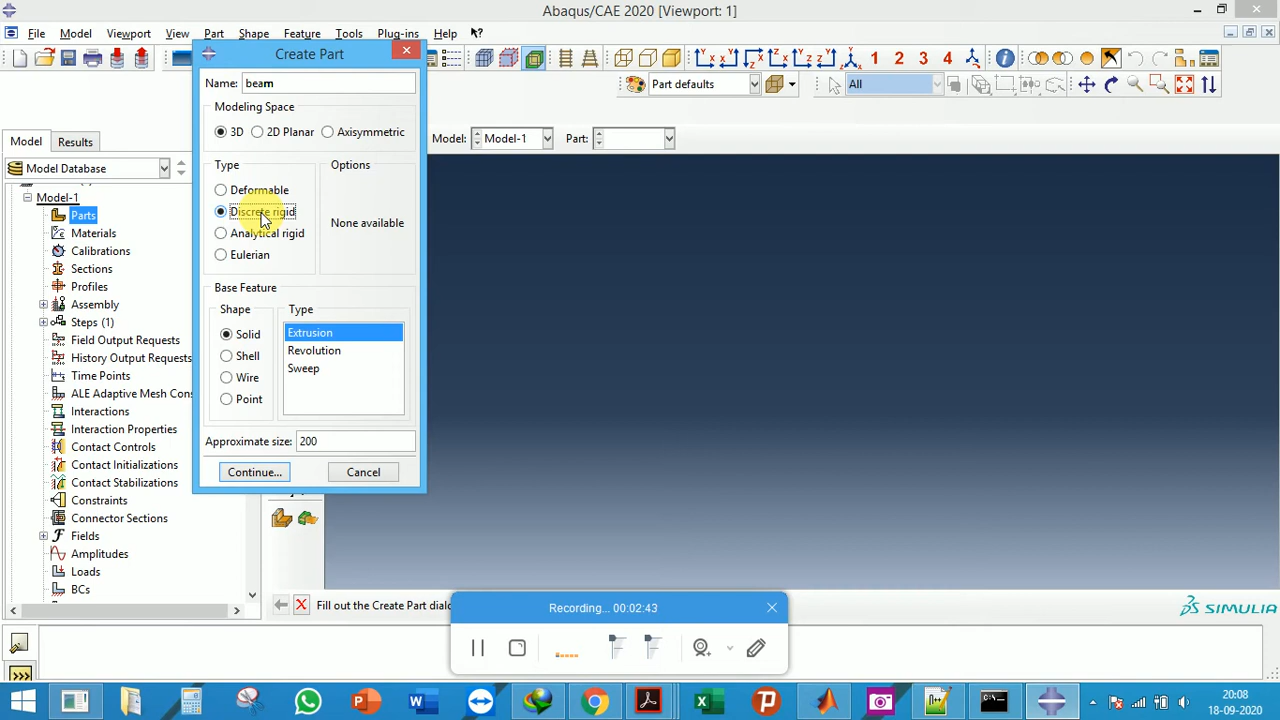 Abaqus/CAE 2020 [Viewport: 1]
File Model Viewport View Part Shape Feature Tools Plug-ins Help
Create Part
Name: beam
Modeling Space
3D 2D Planar Axisymmetric
Type
Options
Deformable
Discrete rigid
Analytical rigid
Eulerian
None available
Base Feature
Shape
Type
Solid
Shell
Wire
Point
Extrusion
Revolution
Sweep
Approximate size: 200
Continue... Cancel
1 2 3 4
Part defaults
All
Model Results
Model: Model-1 Part:
Model Database
Model-1
Parts
Materials
Calibrations
Sections
Profiles
Assembly
Steps (1)
Field Output Requests
History Output Requests
Time Points
ALE Adaptive Mesh Cons
Interactions
Interaction Properties
Contact Controls
Contact Initializations
Contact Stabilizations
Constraints
Connector Sections
Fields
Amplitudes
Loads
BCs
Fill out the Create Part dialo
SIMULIA
Recording... 00:02:43
>>>
20:08
18-09-2020